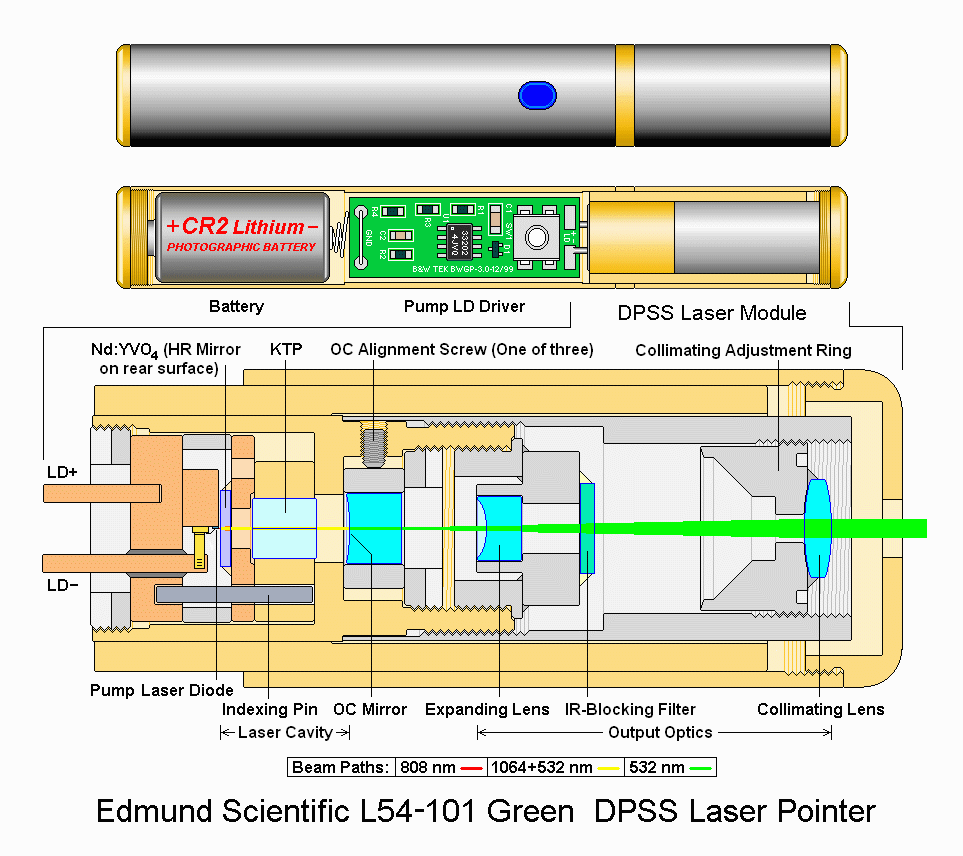 +CR2 Lithium−
PHOTOGRAPHIC BATTERY
R4
GND
C2
R2
R3
U1
R1
33202
4JVQ
C1
SW1
D1
LD
+
B&W TEK BWGP-3.0-12/99
Battery
Pump LD Driver
DPSS Laser Module
Nd:YVO4 (HR Mirror
on rear surface)
KTP
OC Alignment Screw (One of three)
Collimating Adjustment Ring
LD+
LD−
Pump Laser Diode
Indexing Pin
OC Mirror
Expanding Lens
IR-Blocking Filter
Collimating Lens
Laser Cavity
Output Optics
Beam Paths: 808 nm 1064+532 nm 532 nm
Edmund Scientific L54-101 Green DPSS Laser Pointer